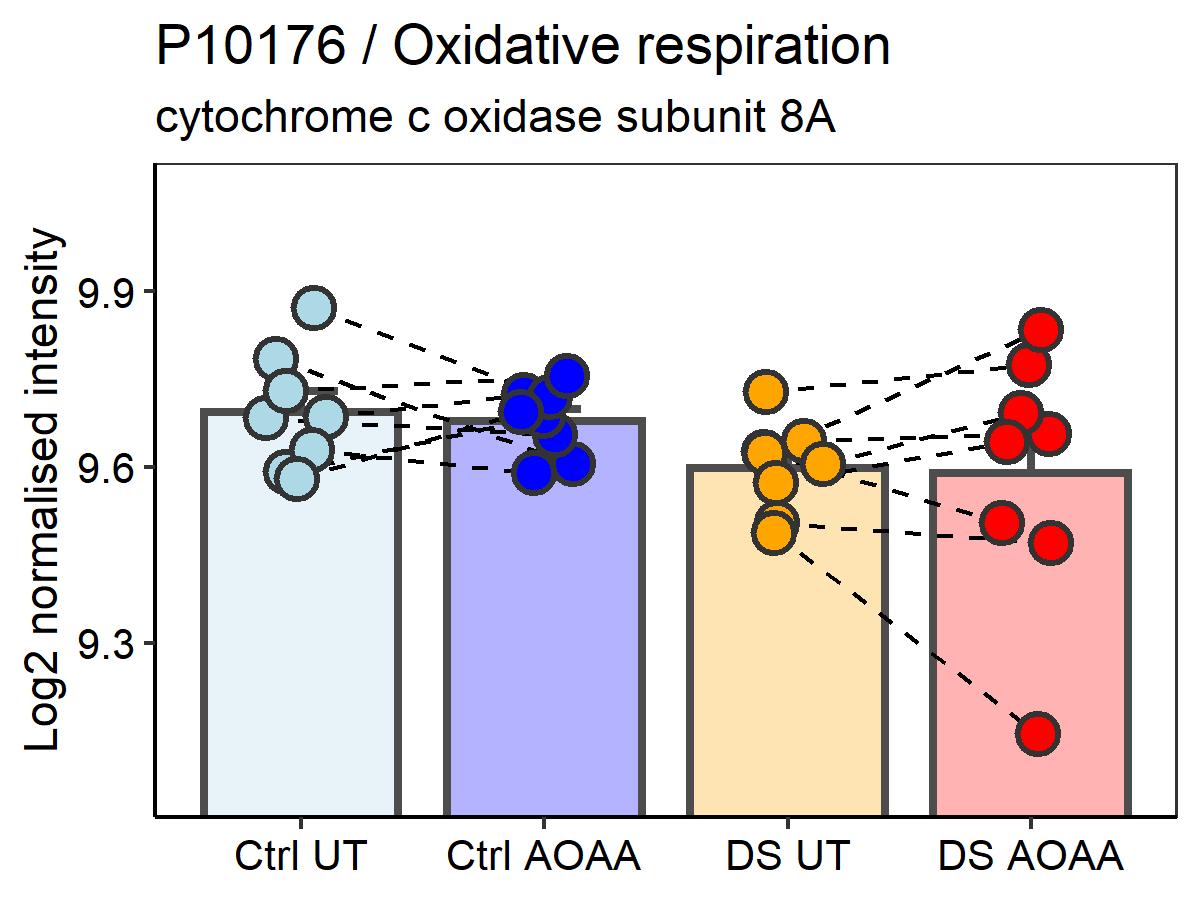 P10176 / Oxidative respiration
cytochrome c oxidase subunit 8A
Log2 normalised intensity
9.9
9.6
9.3
Ctrl UT
Ctrl AOAA
DS UT
DS AOAA